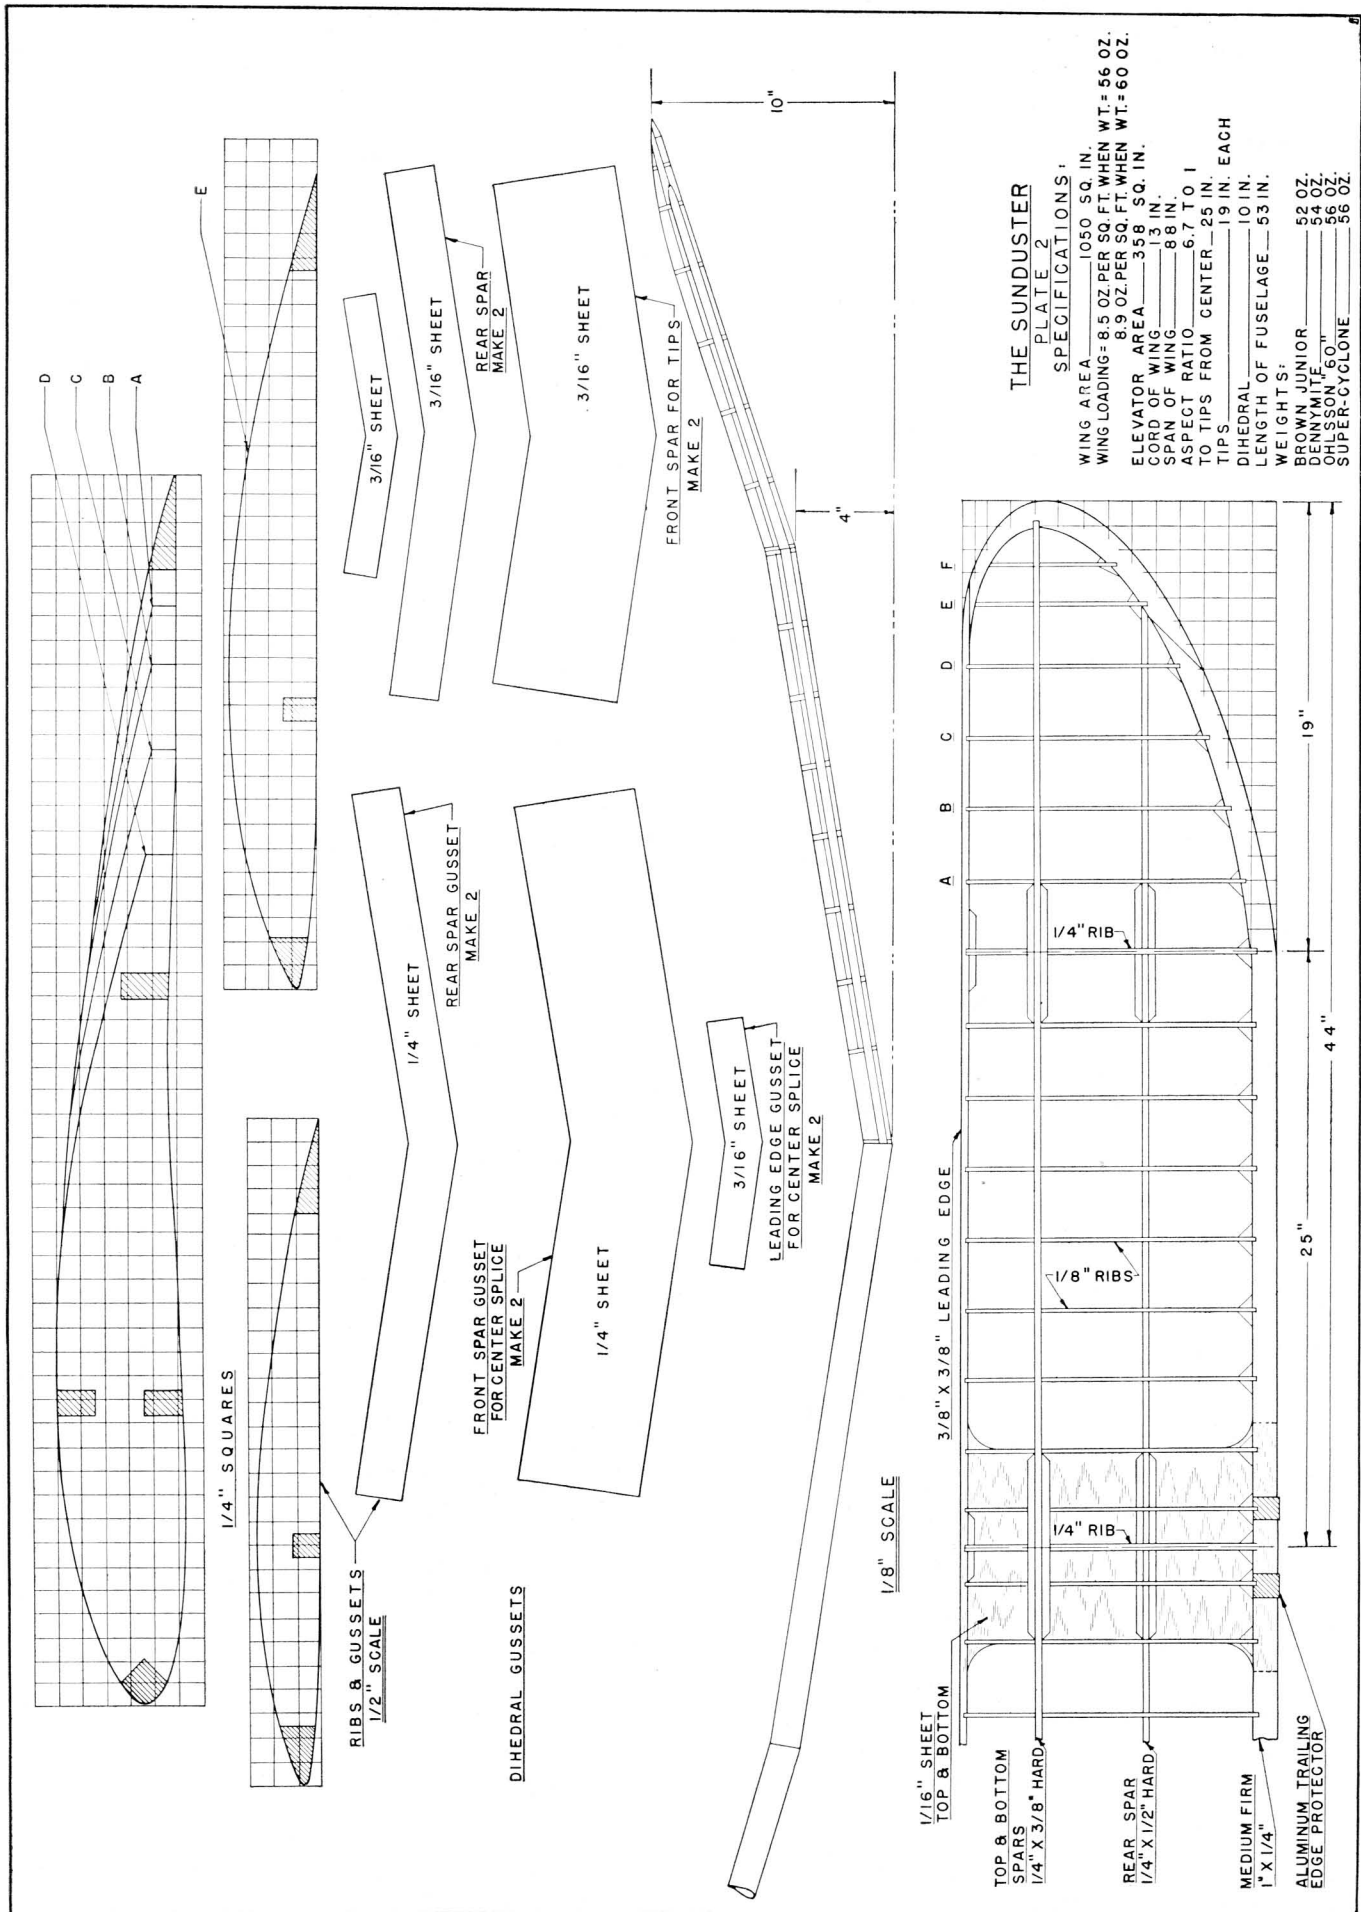 THE SUNDUSTER
PLATE 2
SPECIFICATIONS:
WING AREA 1050 SQ. IN.
WING LOADING = 8.5 OZ. PER SQ. FT. WHEN WT. = 56 OZ.
8.9 OZ. PER SQ. FT. WHEN WT. = 60 OZ.
ELEVATOR AREA 358 SQ. IN.
CORD OF WING 13 IN.
SPAN OF WING 88 IN.
ASPECT RATIO 6.7 TO 1
TO TIPS FROM CENTER 25 IN.
TIPS 19 IN. EACH
DIHEDRAL 10 IN.
LENGTH OF FUSELAGE 53 IN.
WEIGHTS:
BROWN JUNIOR 52 OZ.
DENNYMITE 54 OZ.
OHLSSON "60" 56 OZ.
SUPER-CYCLONE 56 OZ.
D
C
B
A
E
1/4" SQUARES
RIBS & GUSSETS
1/2" SCALE
DIHEDRAL GUSSETS
1/4" SHEET
REAR SPAR GUSSET
MAKE 2
FRONT SPAR GUSSET
FOR CENTER SPLICE
MAKE 2
1/4" SHEET
3/16" SHEET
LEADING EDGE GUSSET
FOR CENTER SPLICE
MAKE 2
3/16" SHEET
3/16" SHEET
REAR SPAR
MAKE 2
3/16" SHEET
FRONT SPAR FOR TIPS
MAKE 2
10"
4"
1/8" SCALE
3/8" X 3/8" LEADING EDGE
A
B
C
D
E
F
1/4" RIB
1/8" RIBS
1/4" RIB
19"
25"
44"
1/16" SHEET
TOP & BOTTOM
TOP & BOTTOM
SPARS
1/4" X 3/8" HARD
REAR SPAR
1/4" X 1/2" HARD
MEDIUM FIRM
1" X 1/4"
ALUMINUM TRAILING
EDGE PROTECTOR